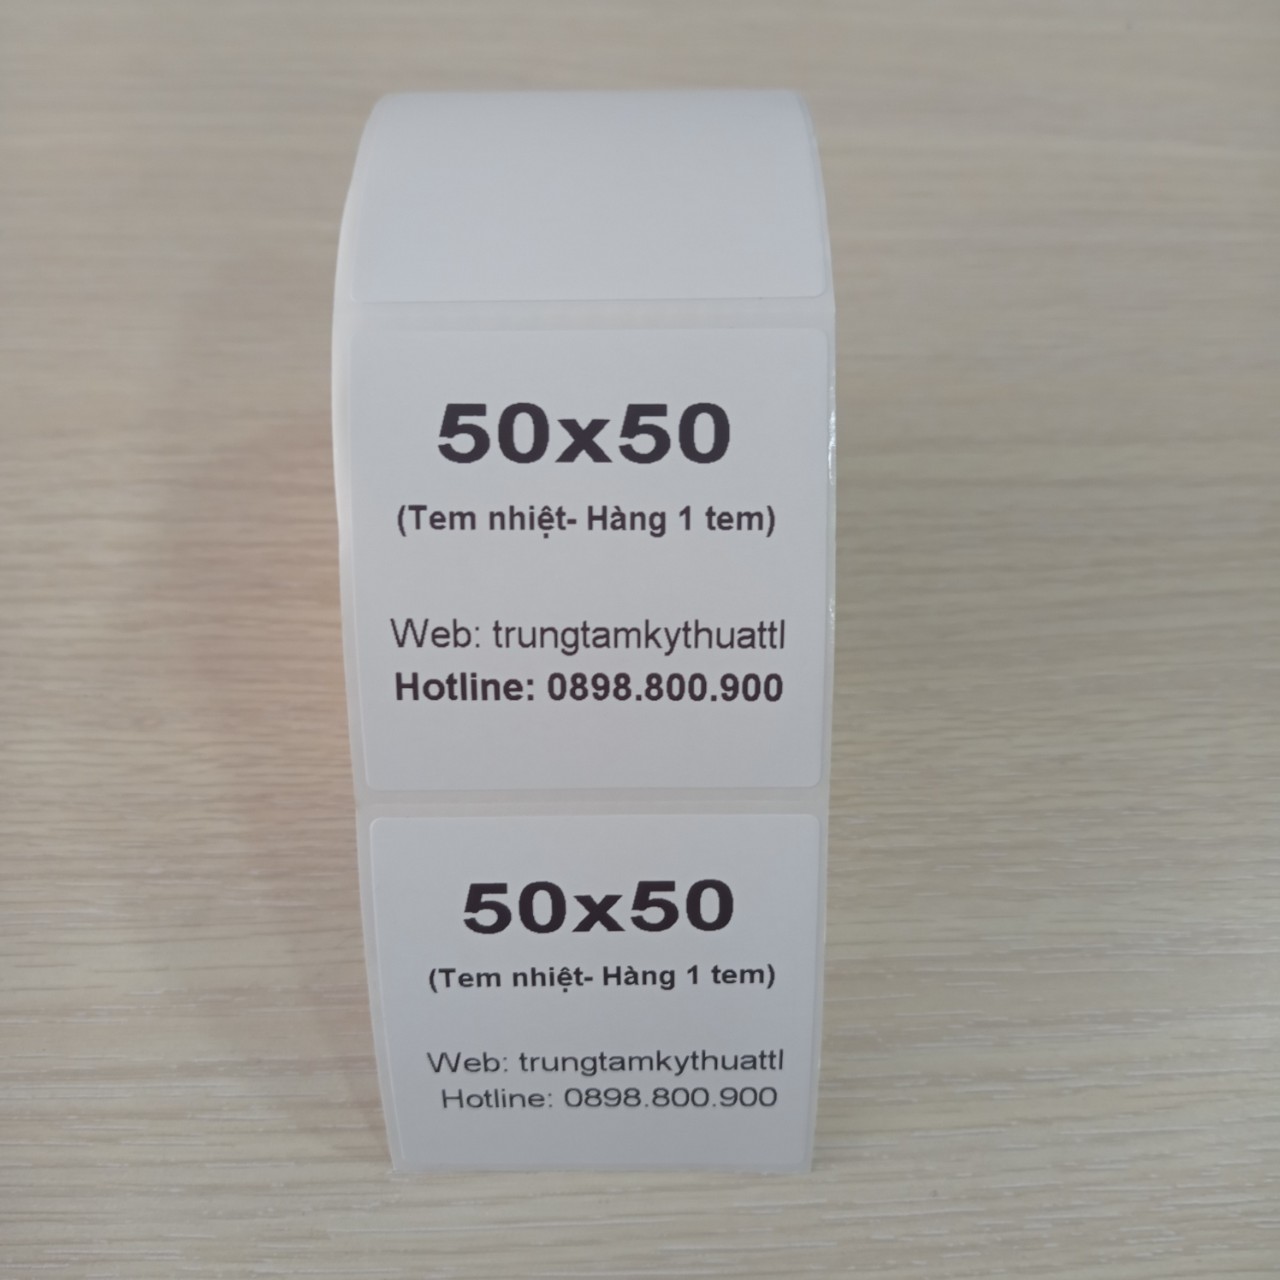 50x50
(Tem nhiệt- Hàng 1 tem)
Web: trungtamkythuattl
Hotline: 0898.800.900
50x50
(Tem nhiệt- Hàng 1 tem)
Web: trungtamkythuattl
Hotline: 0898.800.900